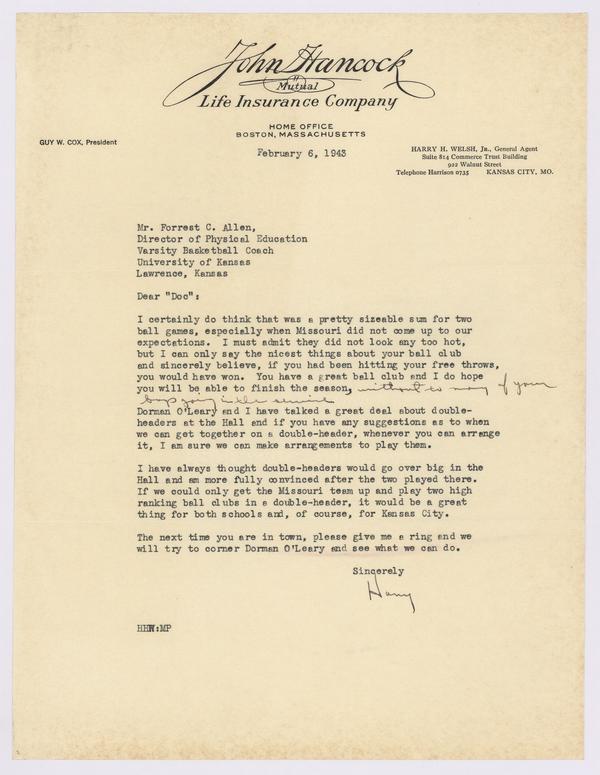 John Hancock
Mutual
Life Insurance Company
HOME OFFICE
BOSTON, MASSACHUSETTS
GUY W. COX, President
February 6, 1943
HARRY H. WELSH, Jr., General Agent
Suite 814 Commerce Trust Building
922 Walnut Street
Telephone Harrison 0735 KANSAS CITY, MO.
Mr. Forrest C. Allen,
Director of Physical Education
Varsity Basketball Coach
University of Kansas
Lawrence, Kansas
Dear "Doc":
I certainly do think that was a pretty sizeable sum for two
ball games, especially when Missouri did not come up to our
expectations. I must admit they did not look any too hot,
but I can only say the nicest things about your ball club
and sincerely believe, if you had been hitting your free throws,
you would have won. You have a great ball club and I do hope
you will be able to finish the season, without to many of your
boys going in the service
Dorman O'Leary and I have talked a great deal about double-
headers at the Hall and if you have any suggestions as to when
we can get together on a double-header, whenever you can arrange
it, I am sure we can make arrangements to play them.
I have always thought double-headers would go over big in the
Hall and am more fully convinced after the two played there.
If we could only get the Missouri team up and play two high
ranking ball clubs in a double-header, it would be a great
thing for both schools and, of course, for Kansas City.
The next time you are in town, please give me a ring and we
will try to corner Dorman O'Leary and see what we can do.
Sincerely
Harry
HHW:MP